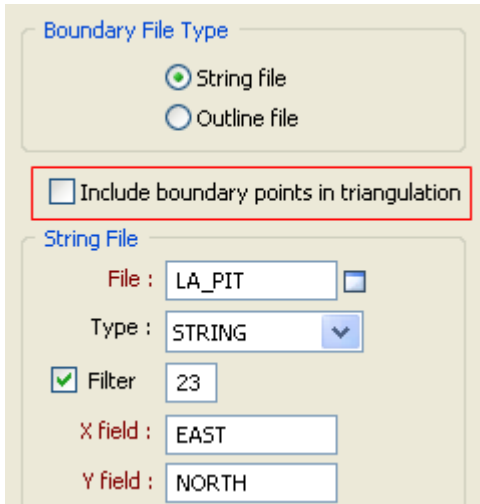 Boundary File Type
String file
Outline file
Include boundary points in triangulation
String File
File : LA_PIT
Type : STRING
Filter 23
X field : EAST
Y field : NORTH